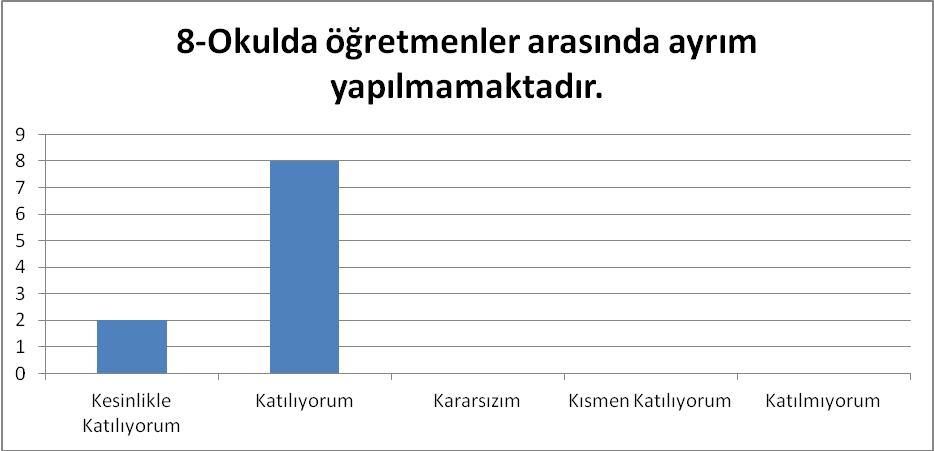 8-Okulda öğretmenler arasında ayrım
yapılmamaktadır.
9
8
7
6
5
4
3
2
1
0
Kesinlikle
Katılıyorum
Katılıyorum
Kararsızım
Kısmen Katılıyorum
Katılmıyorum